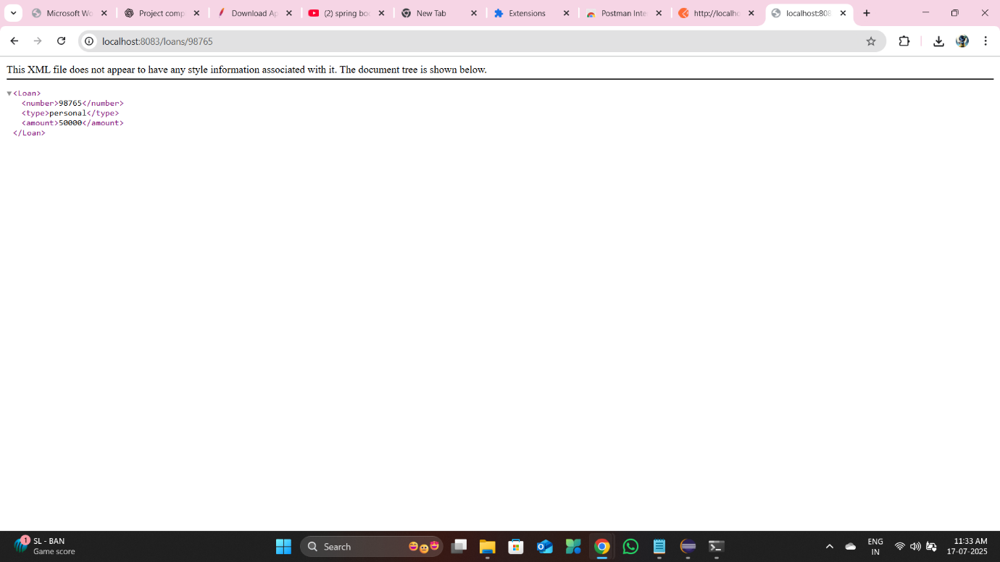 Microsoft Wo
Project comp
Download Ap
(2) spring bo
New Tab
Extensions
Postman Inte
http://localho
localhost:808
localhost:8083/loans/98765
This XML file does not appear to have any style information associated with it. The document tree is shown below.
<Loan>
<number>98765</number>
<type>personal</type>
<amount>50000</amount>
</Loan>
1
SL - BAN
Game score
Search
ENG
IN
11:33 AM
17-07-2025